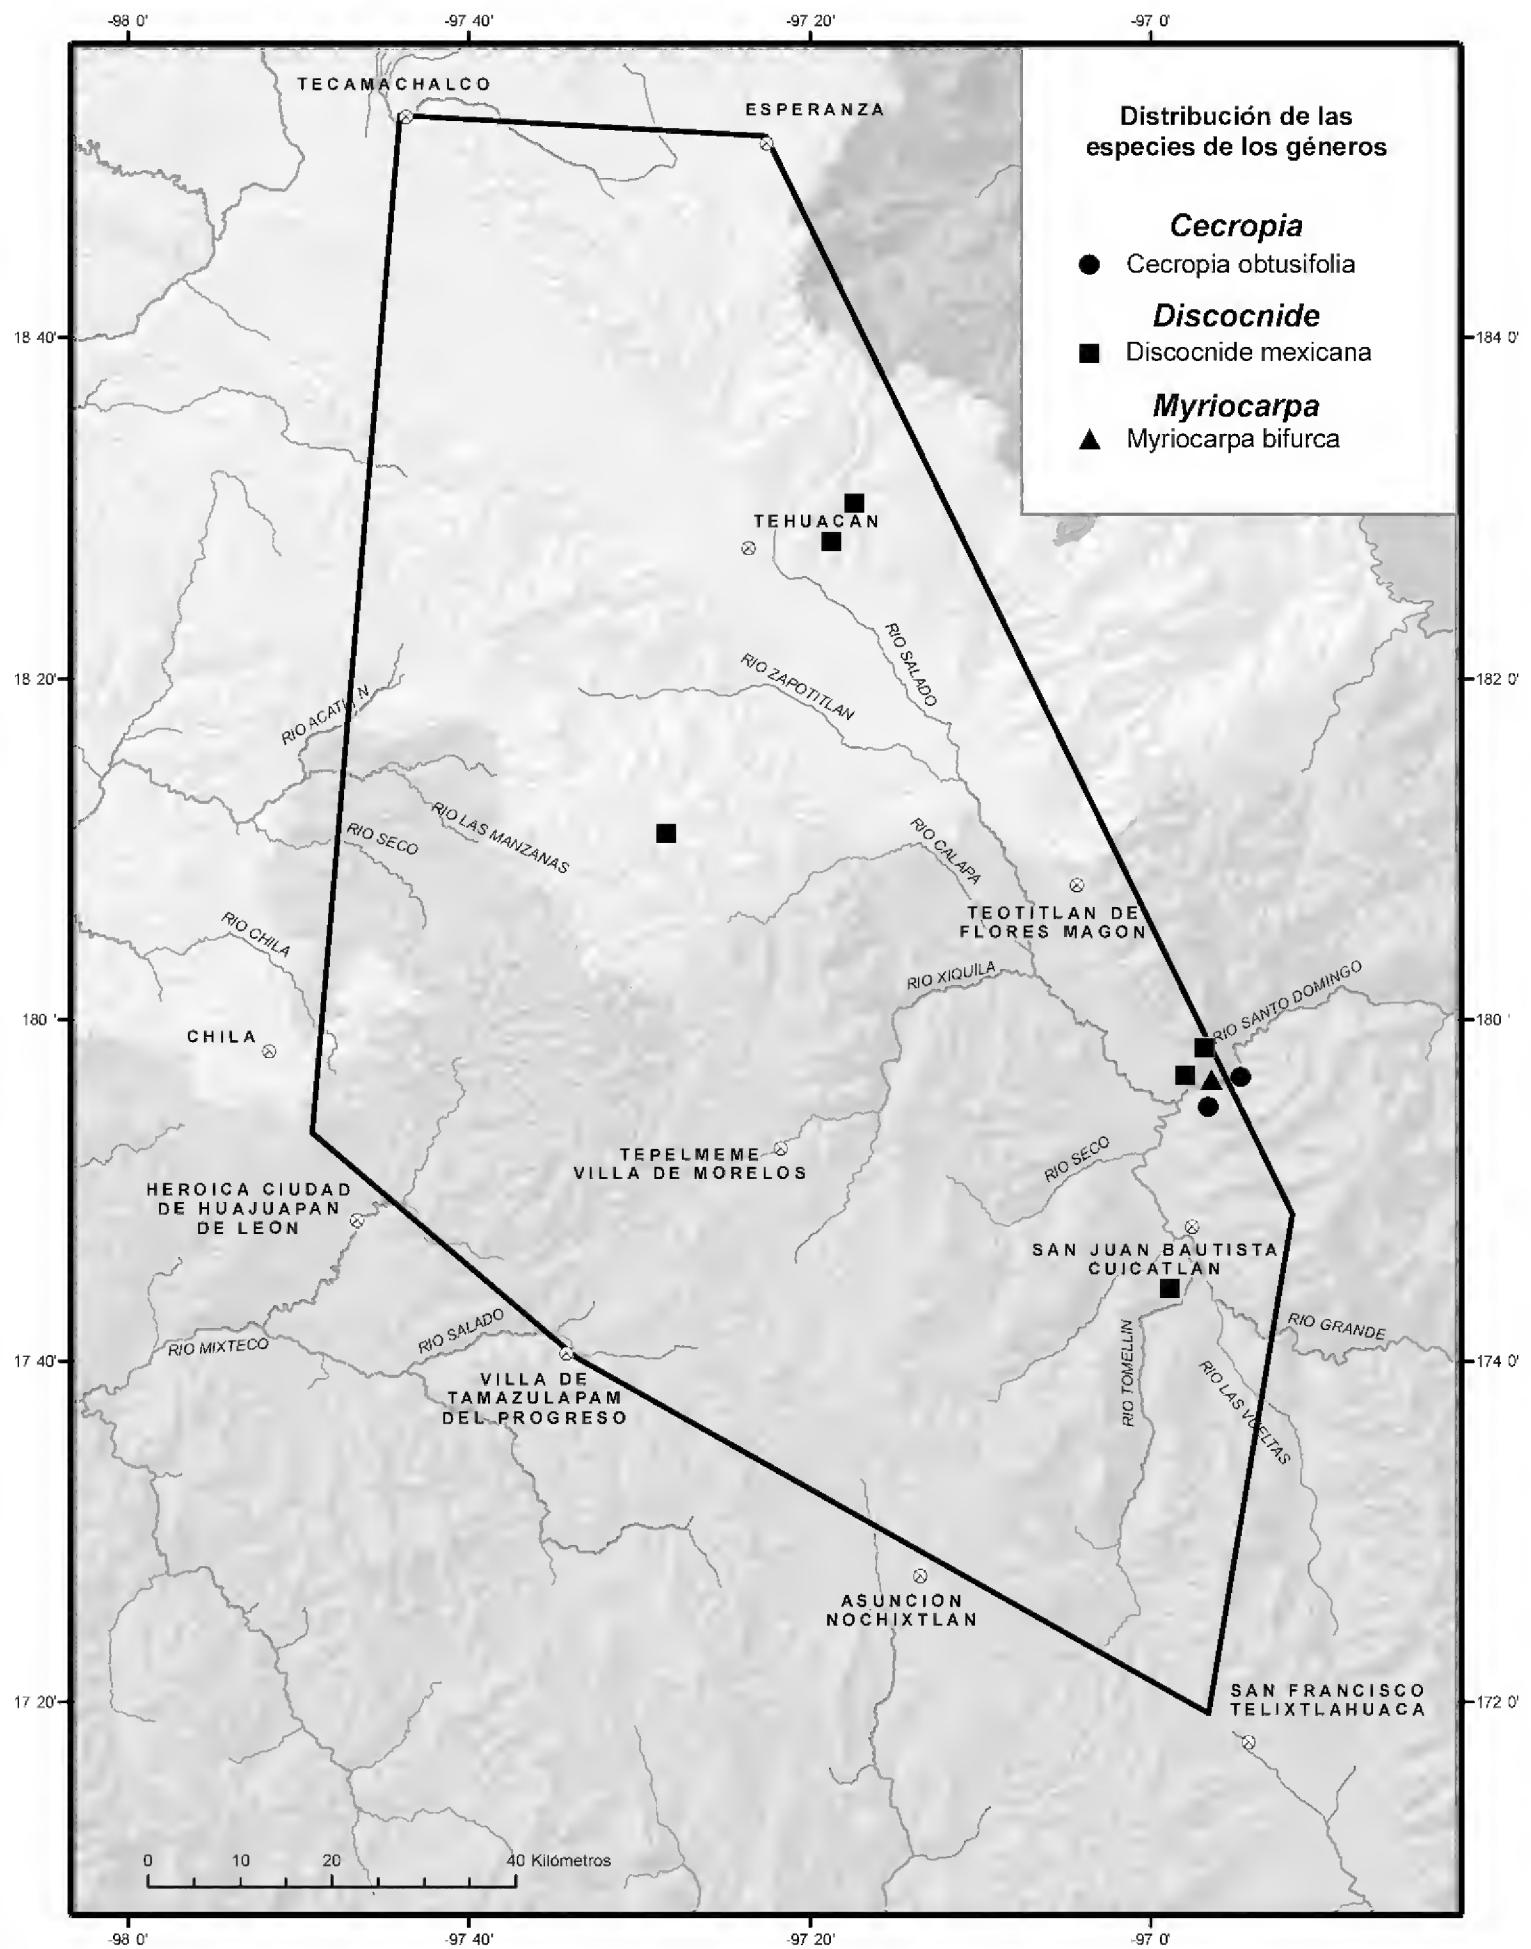 -98 0'
-97 40'
-97 20'
-97 0'
TECAMACHALCO
ESPERANZA
Distribución de las
especies de los géneros
Cecropia
Cecropia obtusifolia
Discocnide
Discocnide mexicana
Myriocarpa
Myriocarpa bifurca
18 40'
184 0'
TEHUACAN
RIO SALADO
RIO ZAPOTITLAN
18 20'
182 0'
RIO ACATL N
RIO LAS MANZANAS
RIO SECO
RIO CALAPA
TEOTITLAN DE
FLORES MAGON
RIO CHILA
RIO XIQUILA
RIO SANTO DOMINGO
180 '
180 '
CHILA
TEPELMEME
VILLA DE MORELOS
RIO SECO
HEROICA CIUDAD
DE HUAJUAPAN
DE LEON
SAN JUAN BAUTISTA
CUICATLAN
RIO SALADO
RIO MIXTECO
RIO GRANDE
17 40'
174 0'
VILLA DE
TAMAZULAPAM
DEL PROGRESO
RIO TOMELLIN
RIO LAS VUELTAS
ASUNCION
NOCHIXTLAN
17 20'
172 0'
SAN FRANCISCO
TELIXTLAHUACA
0 10 20 40 Kilómetros
-98 0'
-97 40'
-97 20'
-97 0'